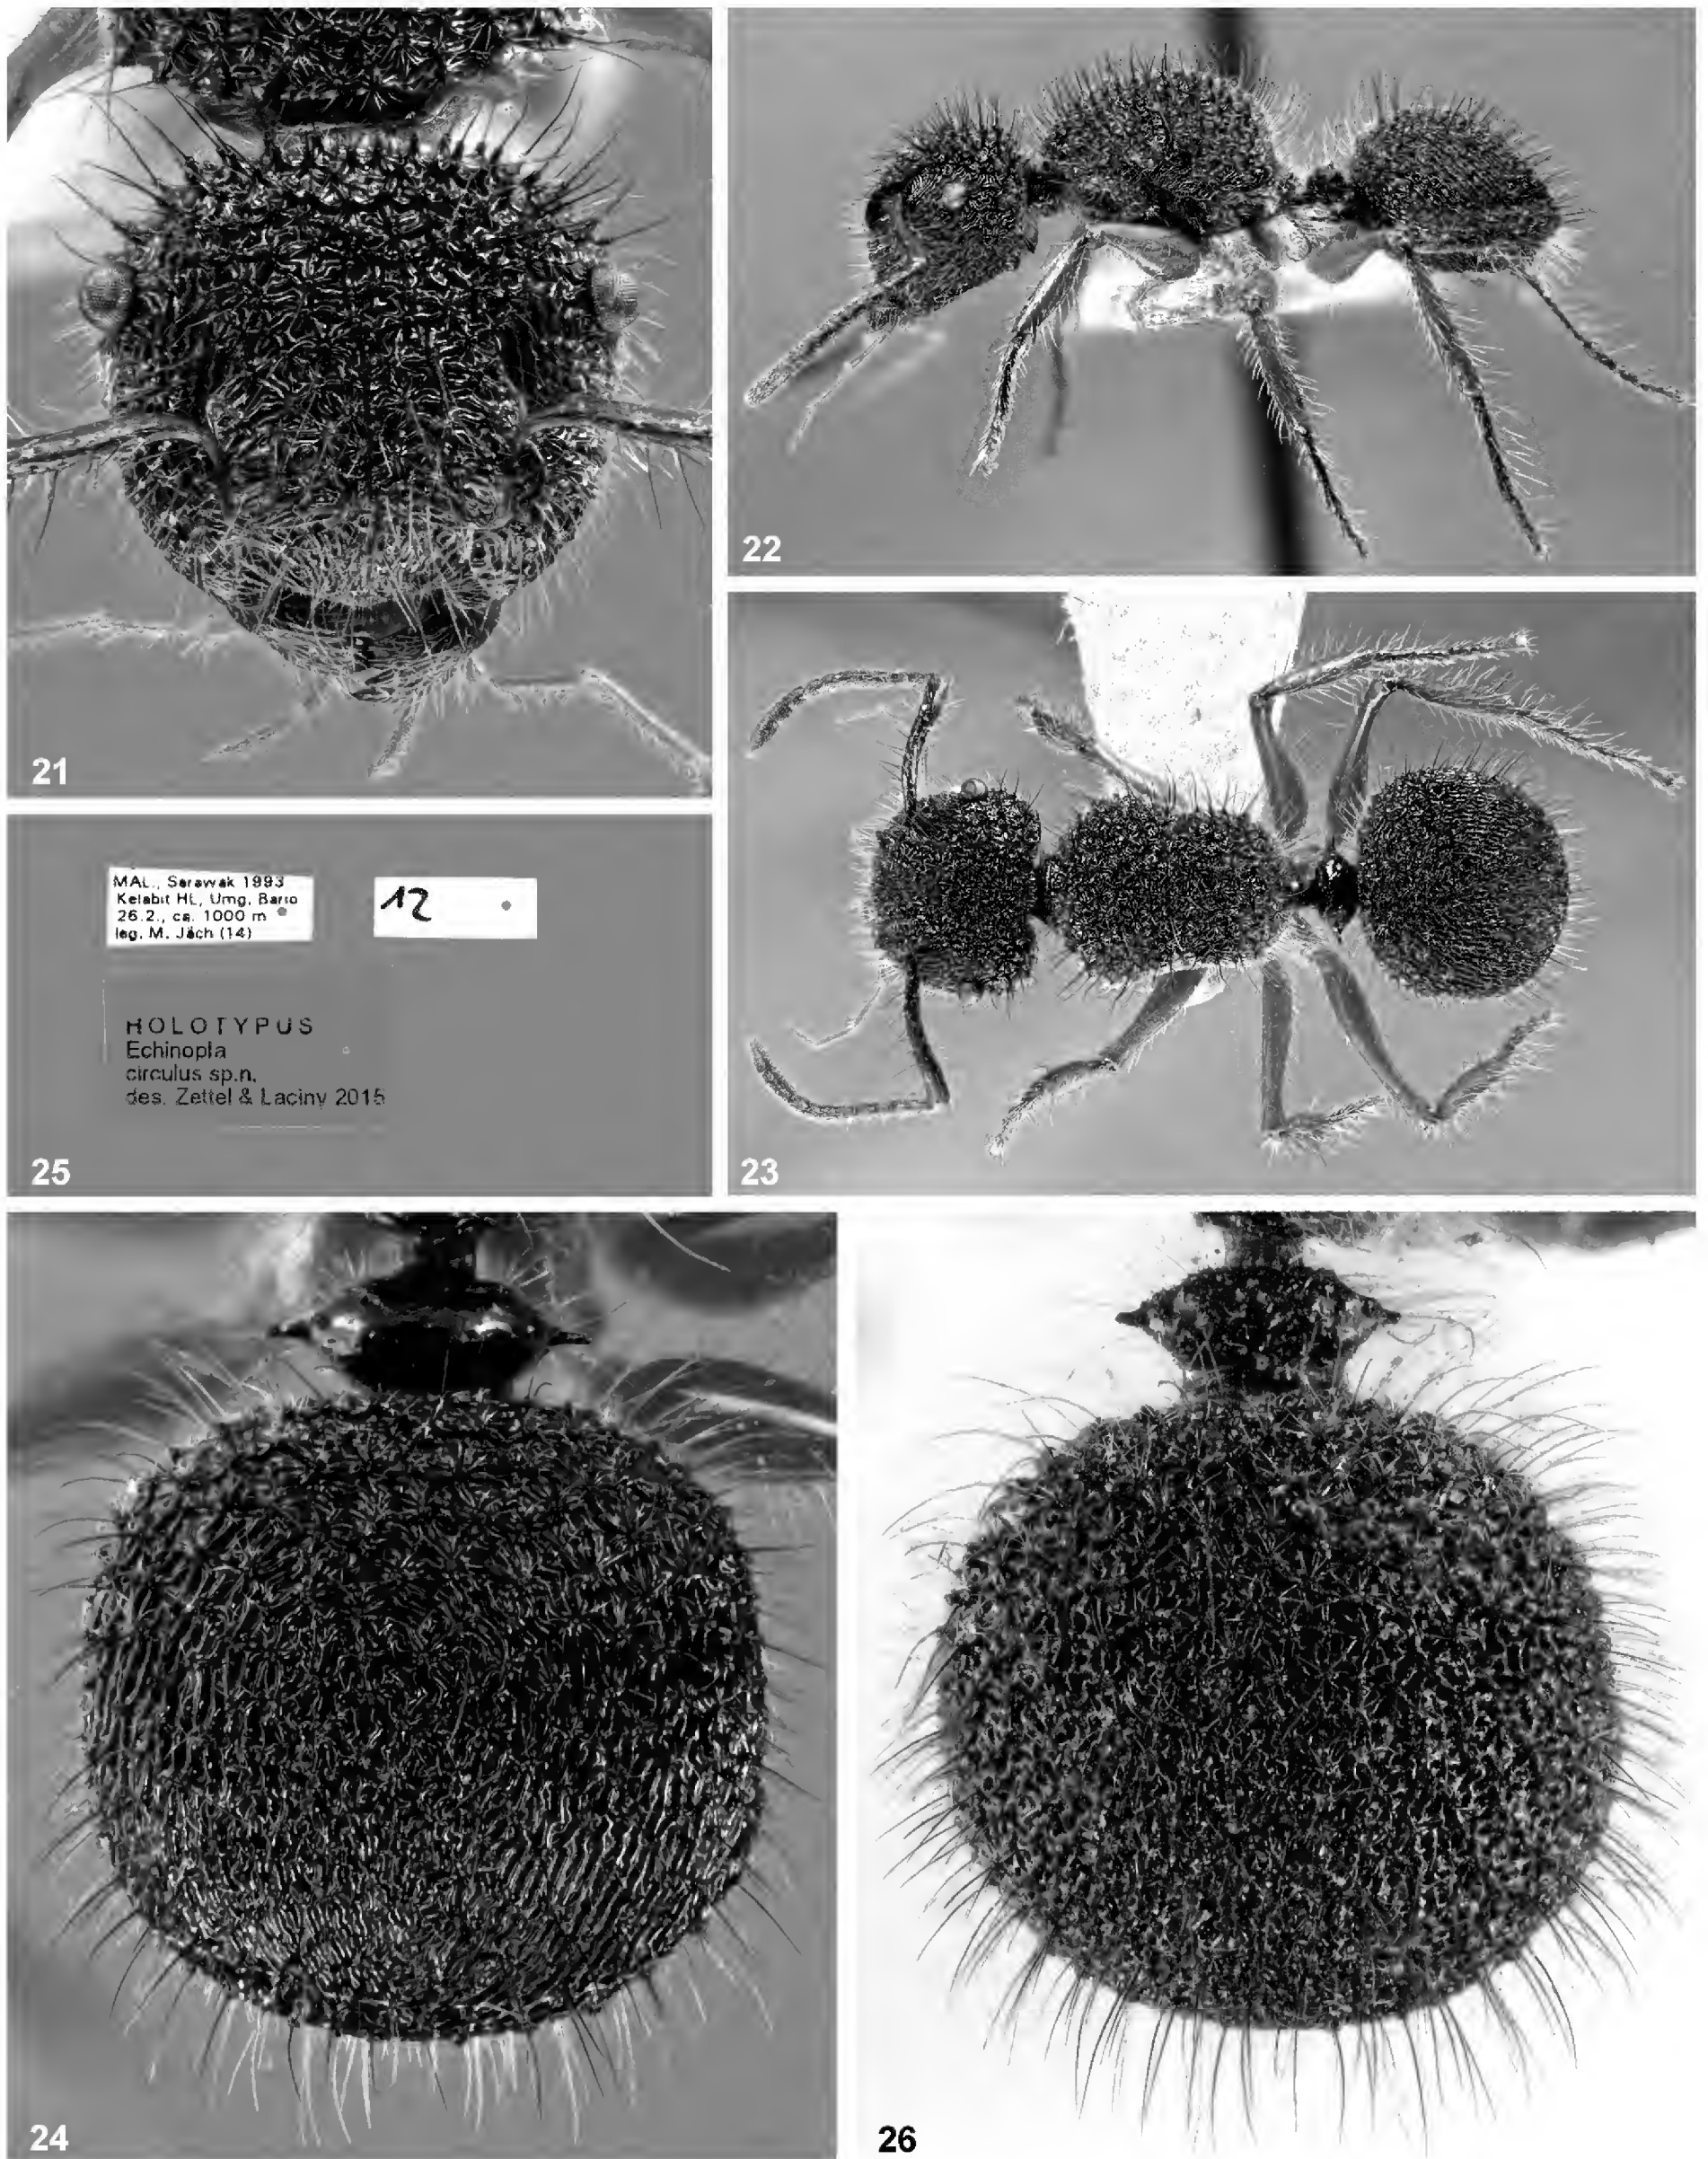 21
22
23
MAL., Sarawak 1993
Kelabit HL, Umg. Bario
26.2., ca. 1000 m
leg. M. Jäch (14)
12
HOLOTYPUS
Echinopla
circulus sp.n.
des. Zettel & Laciny 2015
25
24
26